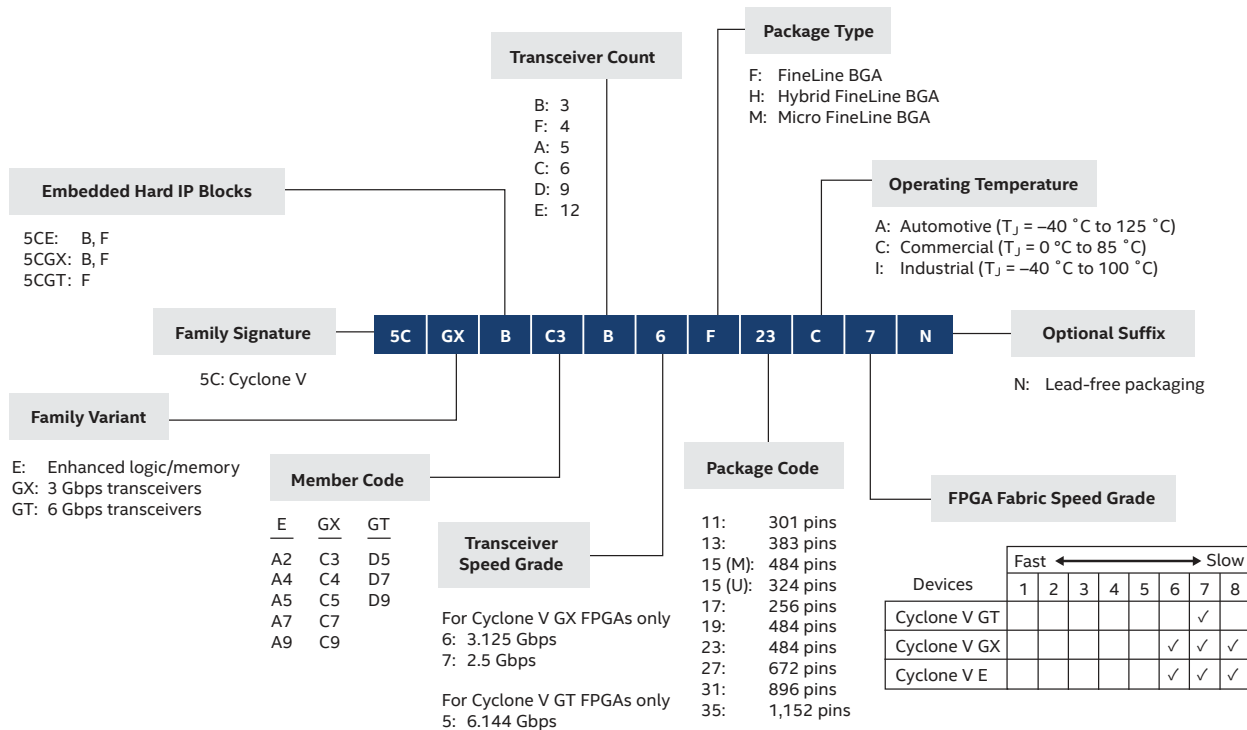 Package Type
F: FineLine BGA
H: Hybrid FineLine BGA
M: Micro FineLine BGA
Transceiver Count
B: 3
F: 4
A: 5
C: 6
D: 9
E: 12
Embedded Hard IP Blocks
5CE: B, F
5CGX: B, F
5CGT: F
Operating Temperature
A: Automotive (TJ = –40 ˚C to 125 ˚C)
C: Commercial (TJ = 0 °C to 85 ˚C)
I: Industrial (TJ = –40 ˚C to 100 ˚C)
Family Signature
5C: Cyclone V
5C GX B C3 B 6 F 23 C 7 N
Optional Suffix
N: Lead-free packaging
Family Variant
E: Enhanced logic/memory
GX: 3 Gbps transceivers
GT: 6 Gbps transceivers
Member Code
E GX GT
A2 C3 D5
A4 C4 D7
A5 C5 D9
A7 C7
A9 C9
Transceiver
Speed Grade
For Cyclone V GX FPGAs only
6: 3.125 Gbps
7: 2.5 Gbps
For Cyclone V GT FPGAs only
5: 6.144 Gbps
Package Code
11: 301 pins
13: 383 pins
15 (M): 484 pins
15 (U): 324 pins
17: 256 pins
19: 484 pins
23: 484 pins
27: 672 pins
31: 896 pins
35: 1,152 pins
FPGA Fabric Speed Grade
Fast Slow
Devices 1 2 3 4 5 6 7 8
Cyclone V GT ✓
Cyclone V GX ✓ ✓ ✓
Cyclone V E ✓ ✓ ✓